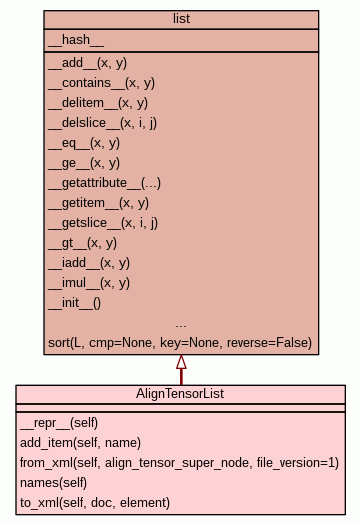 list
__hash__
__add__(x, y)
__contains__(x, y)
__delitem__(x, y)
__delslice__(x, i, j)
__eq__(x, y)
__ge__(x, y)
__getattribute__(...)
__getitem__(x, y)
__getslice__(x, i, j)
__gt__(x, y)
__iadd__(x, y)
__imul__(x, y)
__init__()
...
sort(L, cmp=None, key=None, reverse=False)
AlignTensorList
__repr__(self)
add_item(self, name)
from_xml(self, align_tensor_super_node, file_version=1)
names(self)
to_xml(self, doc, element)